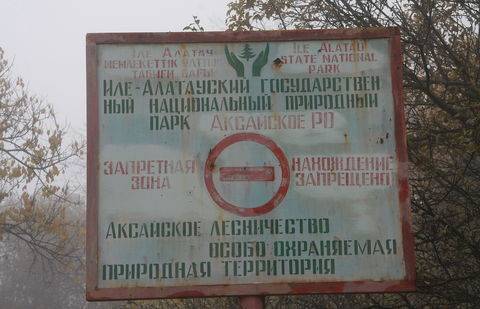 ІЛЕ АЛАТАУ
МЕМЛЕКЕТТІК ҰЛТТЫҚ
ТАБИҒИ БАҒЫ
ILE ALATAU
STATE NATIONAL
PARK
ИЛЕ-АЛАТАУСКИЙ ГОСУДАРСТВЕН
НЫЙ НАЦИОНАЛЬНЫЙ ПРИРОДНЫЙ
ПАРК АКСАЙСКОЕ РО
ЗАПРЕТНАЯ
ЗОНА
НАХОЖДЕНИЕ
ЗАПРЕЩЕНО
АКСАЙСКОЕ ЛЕСНИЧЕСТВО
ОСОБО ОХРАНЯЕМАЯ
ПРИРОДНАЯ ТЕРРИТОРИЯ